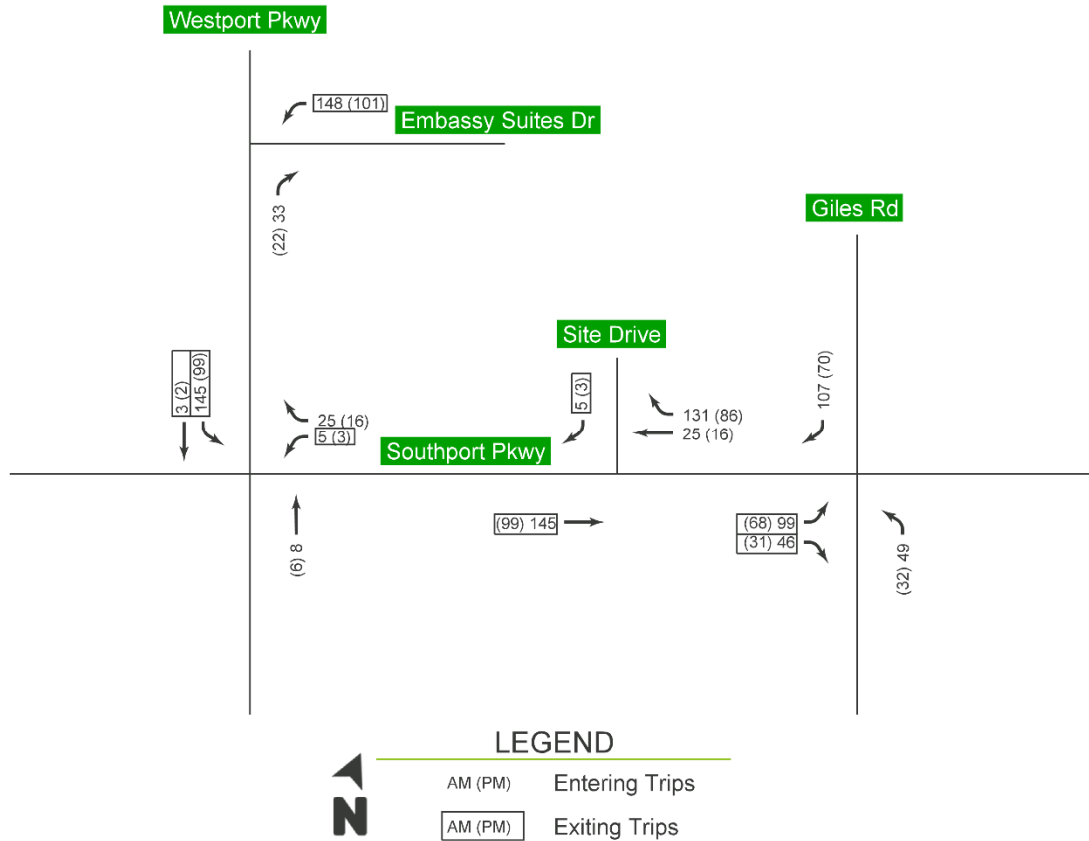 Westport Pkwy
148 (101)
Embassy Suites Dr
(22) 33
Giles Rd
Site Drive
3 (2)
145 (99)
5 (3)
107 (70)
25 (16)
5 (3)
131 (86)
25 (16)
Southport Pkwy
(99) 145
(68) 99
(31) 46
(6) 8
(32) 49
LEGEND
AM (PM) Entering Trips
AM (PM) Exiting Trips
N